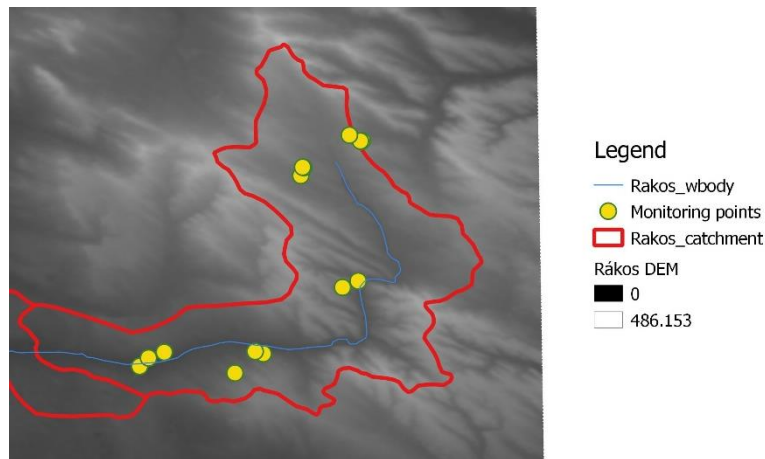 Legend
Rakos_wbody
Monitoring points
Rakos_catchment
Rákos DEM
0
486.153